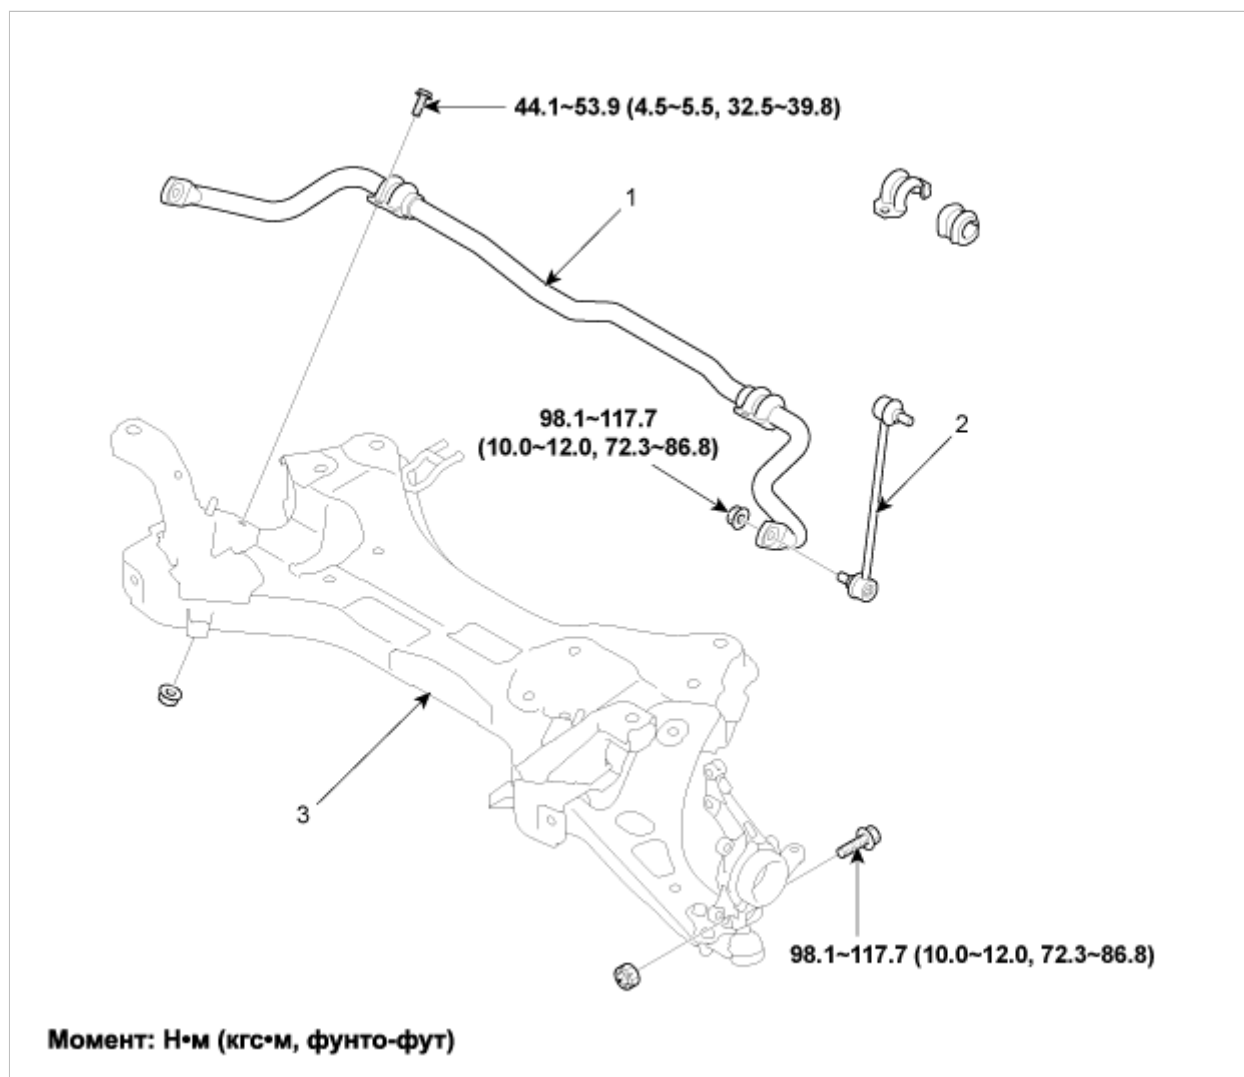 44.1~53.9 (4.5~5.5, 32.5~39.8)
1
98.1~117.7
(10.0~12.0, 72.3~86.8)
2
3
98.1~117.7 (10.0~12.0, 72.3~86.8)
Момент: Н•м (кгс•м, фунто-фут)